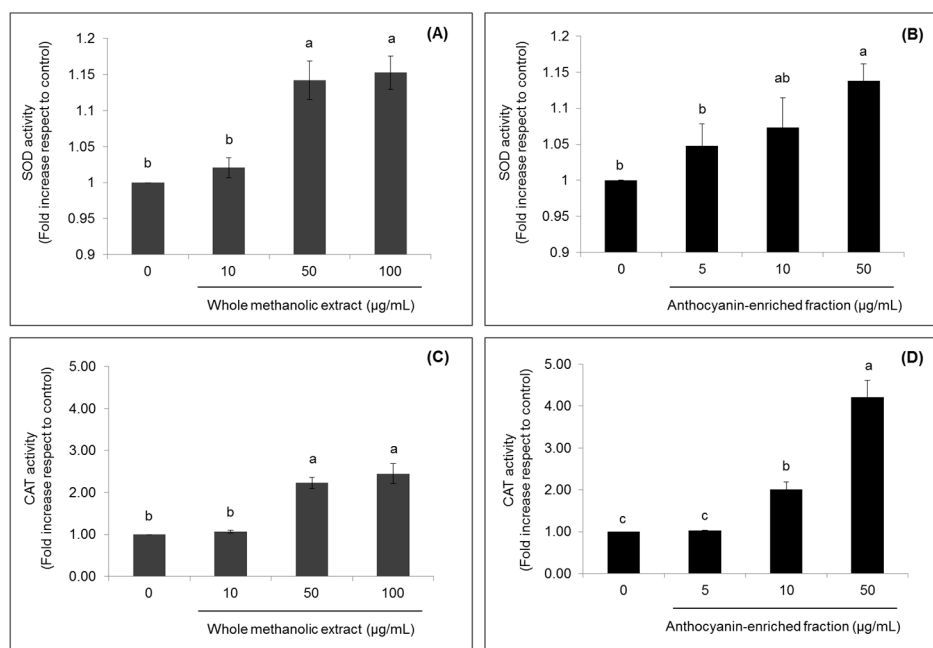 (A)
SOD activity
(Fold increase respect to control)
1.2
1.15
1.1
1.05
1
0.95
0.9
b
b
a
a
0
10
50
100
Whole methanolic extract (µg/mL)
(B)
SOD activity
(Fold increase respect to control)
1.2
1.15
1.1
1.05
1
0.95
0.9
b
b
ab
a
0
5
10
50
Anthocyanin-enriched fraction (µg/mL)
(C)
CAT activity
(Fold increase respect to control)
5.00
4.00
3.00
2.00
1.00
0.00
b
b
a
a
0
10
50
100
Whole methanolic extract (µg/mL)
(D)
CAT activity
(Fold increase respect to control)
5.00
4.00
3.00
2.00
1.00
0.00
c
c
b
a
0
5
10
50
Anthocyanin-enriched fraction (µg/mL)